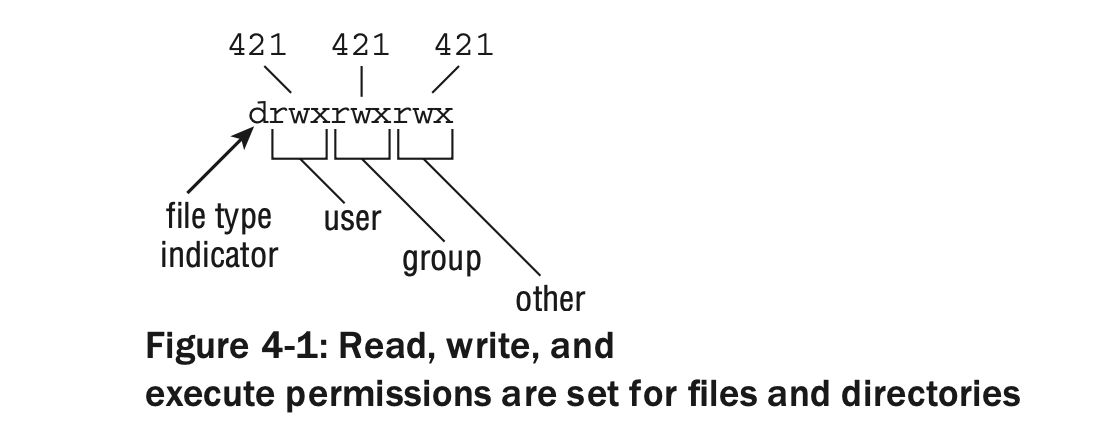 421 421 421
drwxrwxrwx
file type
indicator
user
group
other
Figure 4-1: Read, write, and
execute permissions are set for files and directories